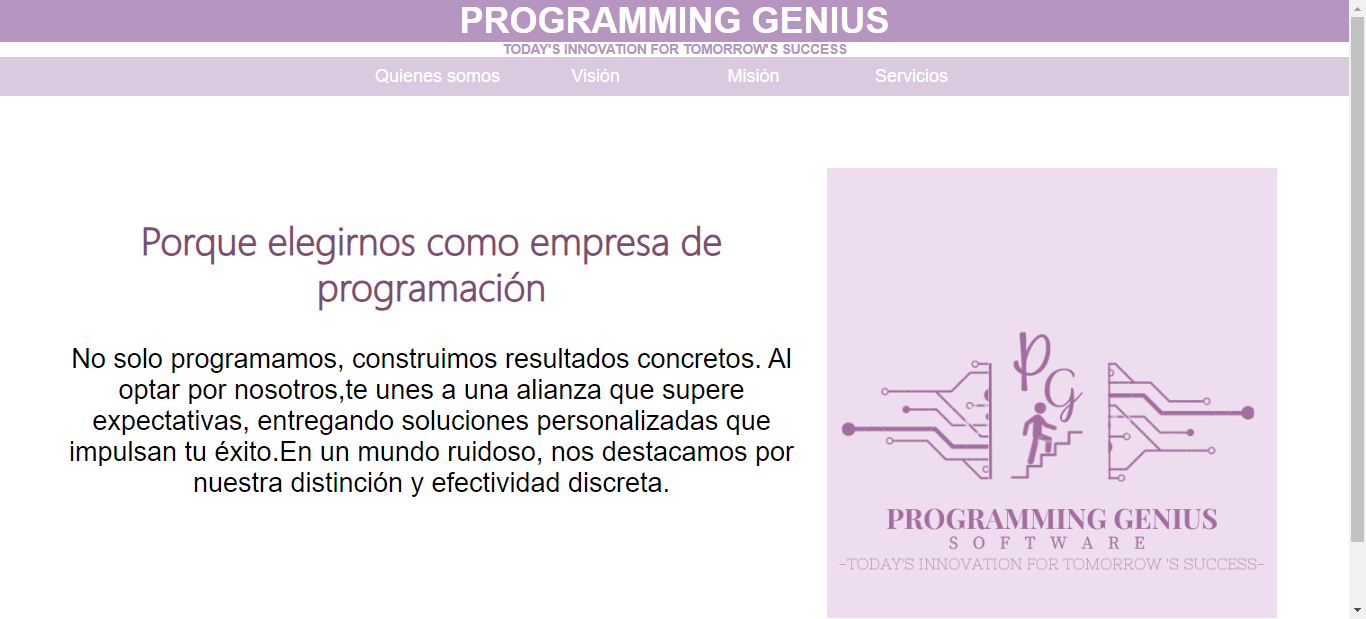 PROGRAMMING GENIUS
TODAY'S INNOVATION FOR TOMORROW'S SUCCESS
Quienes somos Visión Misión Servicios
Porque elegirnos como empresa de
programación
No solo programamos, construimos resultados concretos. Al
optar por nosotros,te unes a una alianza que supere
expectativas, entregando soluciones personalizadas que
impulsan tu éxito.En un mundo ruidoso, nos destacamos por
nuestra distinción y efectividad discreta.
PG
PROGRAMMING GENIUS
SOFTWARE
-TODAY'S INNOVATION FOR TOMORROW 'S SUCCESS-